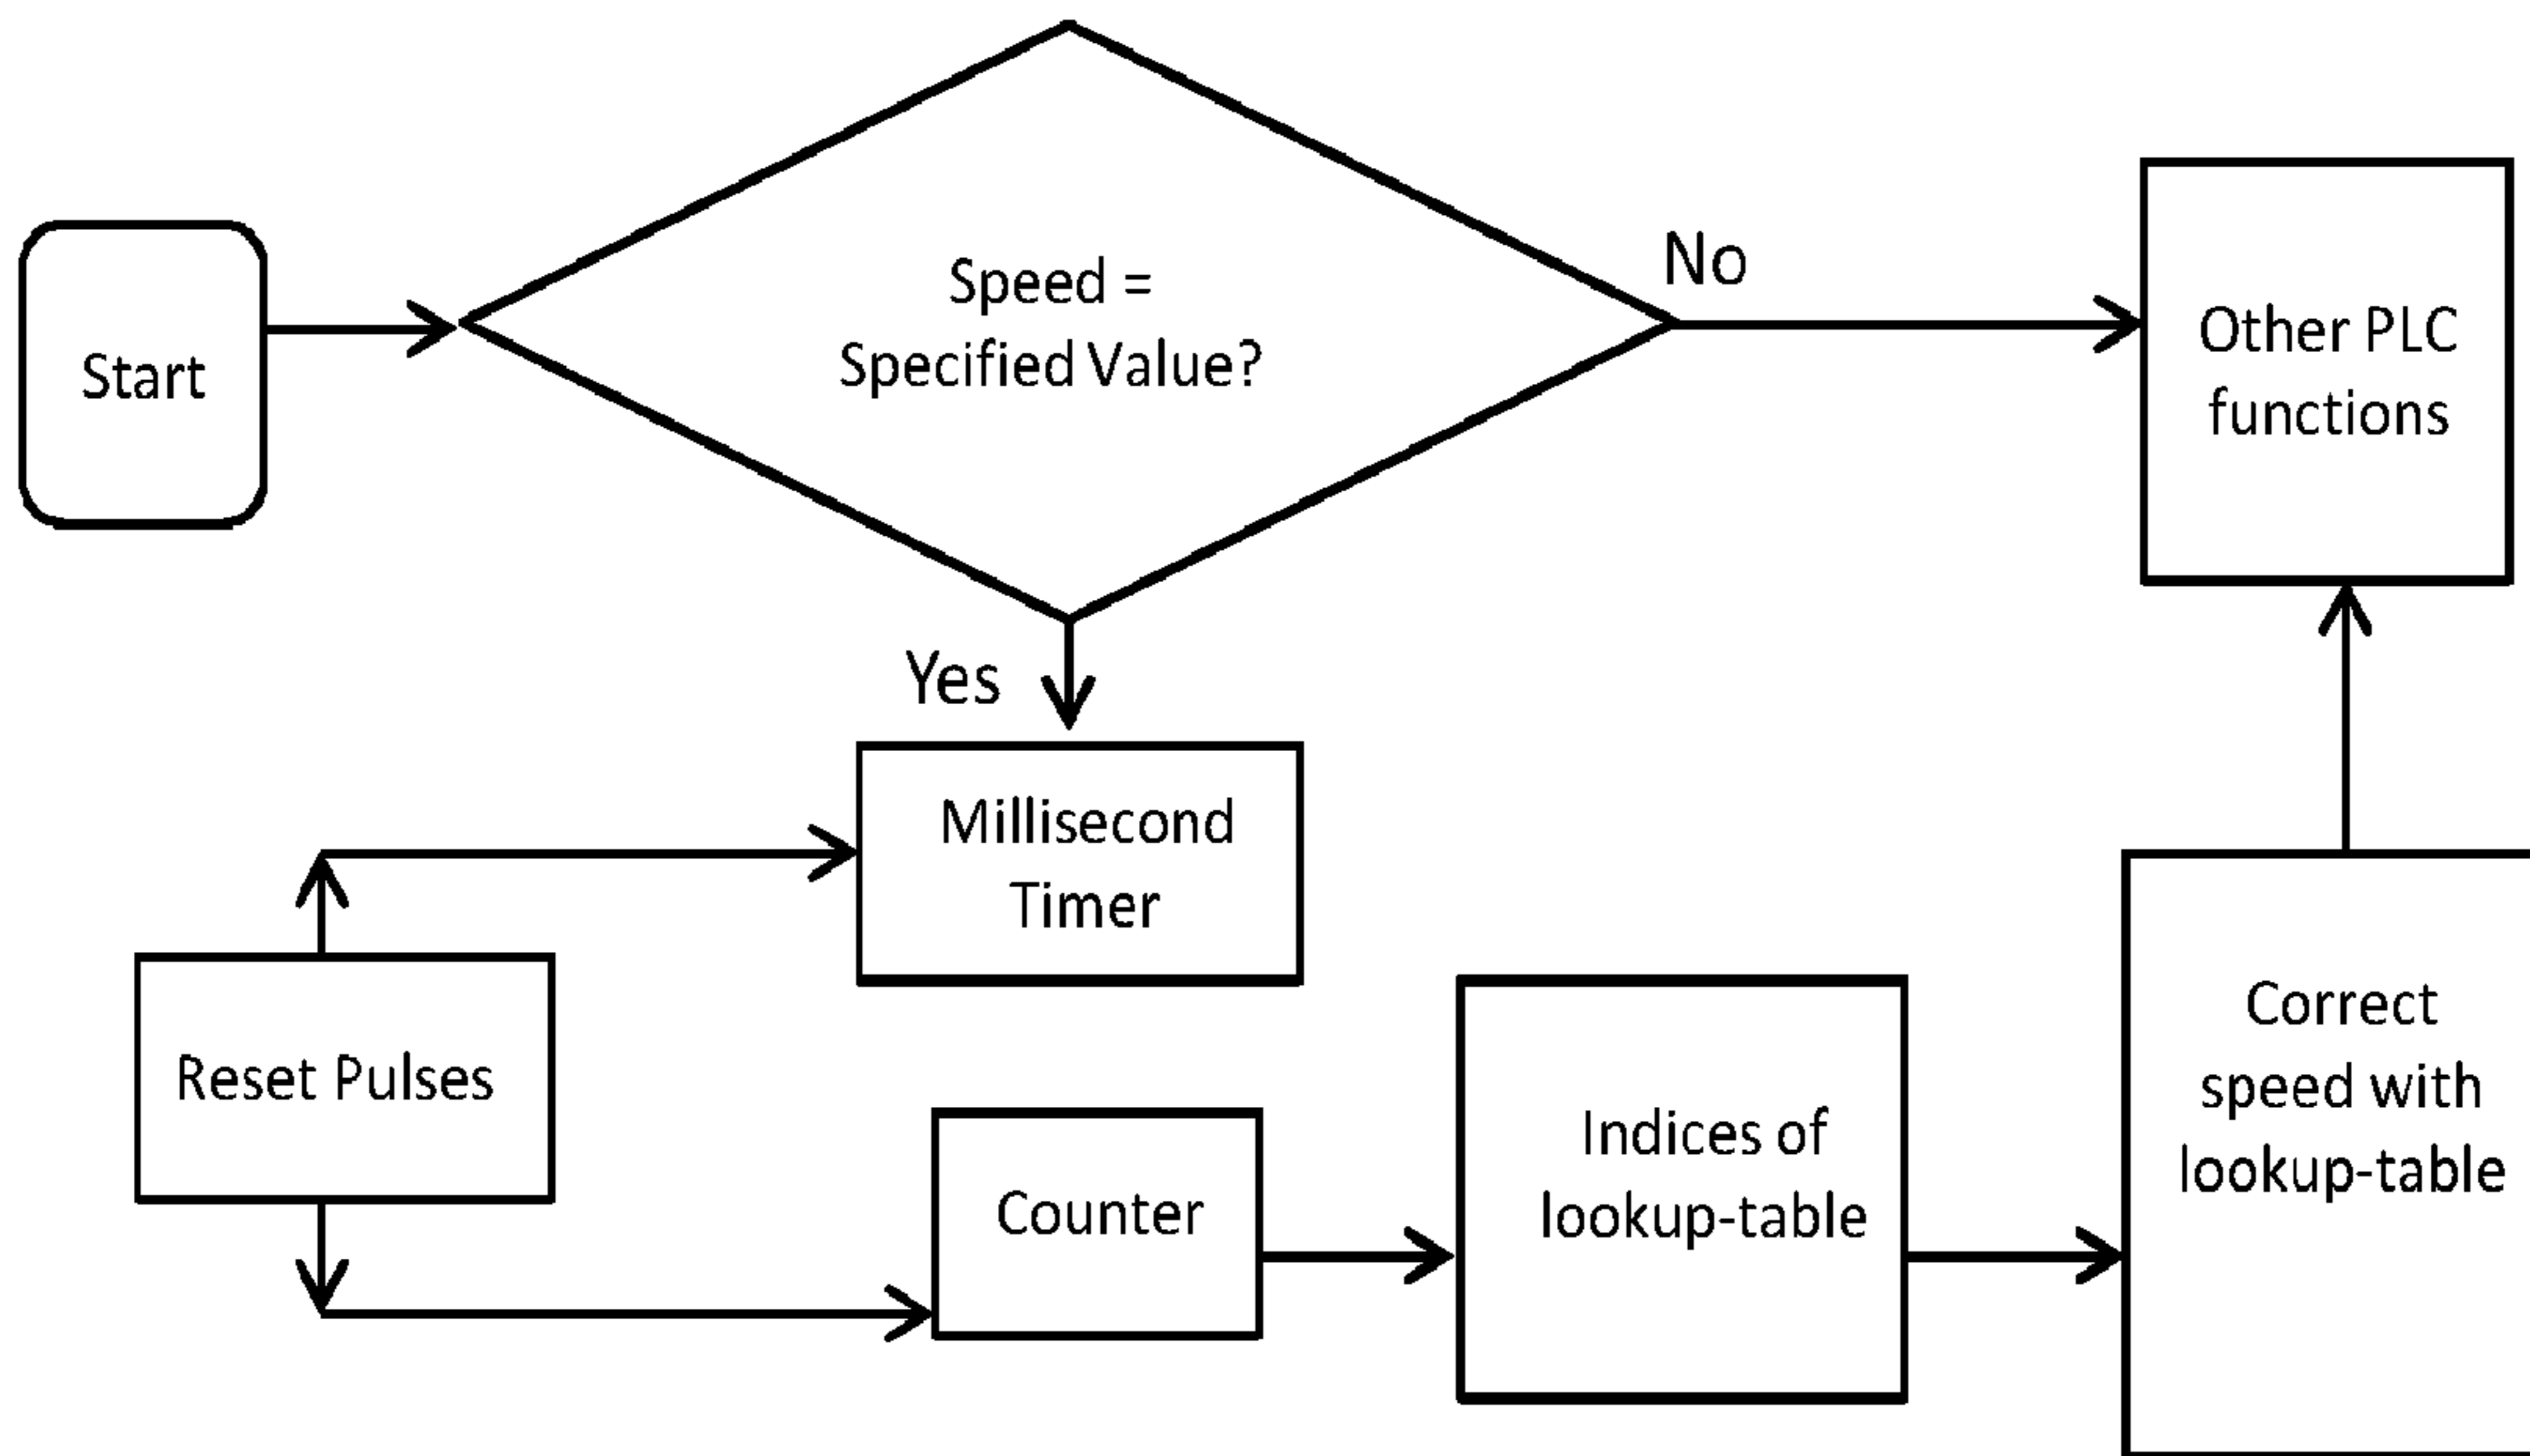 Start
Speed =
Specified Value?
No
Other PLC
functions
Yes
Millisecond
Timer
Reset Pulses
Counter
Indices of
lookup-table
Correct
speed with
lookup-table